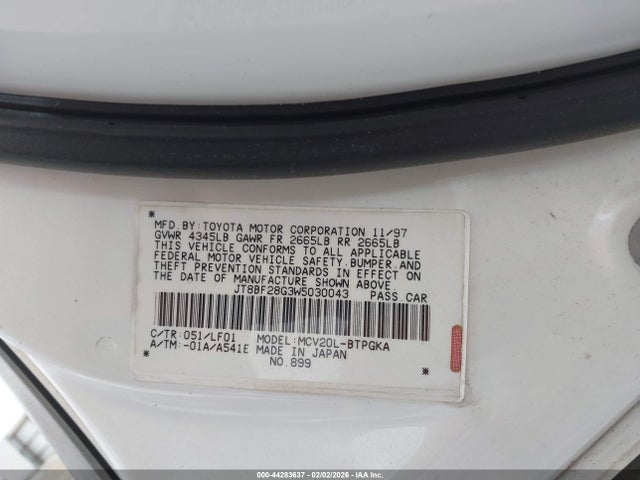 MFD.BY:TOYOTA MOTOR CORPORATION 11/97
GVWR 4345LB GAWR FR 2665LB RR 2665LB
THIS VEHICLE CONFORMS TO ALL APPLICABLE
FEDERAL MOTOR VEHICLE SAFETY,BUMPER,AND
THEFT PREVENTION STANDARDS IN EFFECT ON
THE DATE OF MANUFACTURE SHOWN ABOVE.
JT8BF28G3W5030043 PASS.CAR
C/TR:051/LF01 MODEL:MCV20L-BTPGKA
A/TM:-01A/A541E MADE IN JAPAN
NO.899
000-44283637 - 02/02/2026 - IAAI, Inc.